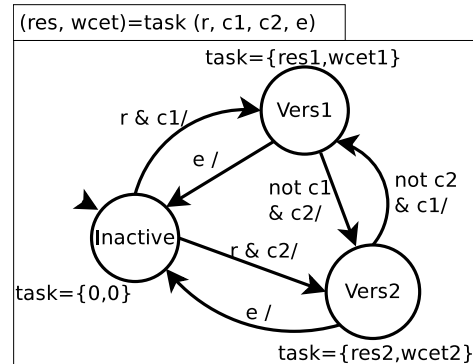 (res, wcet)=task (r, c1, c2, e)
task={res1,wcet1}
Vers1
r & c1/
e /
not c1
& c2/
not c2
& c1/
Inactive
r & c2/
task={0,0}
Vers2
e /
task={res2,wcet2}